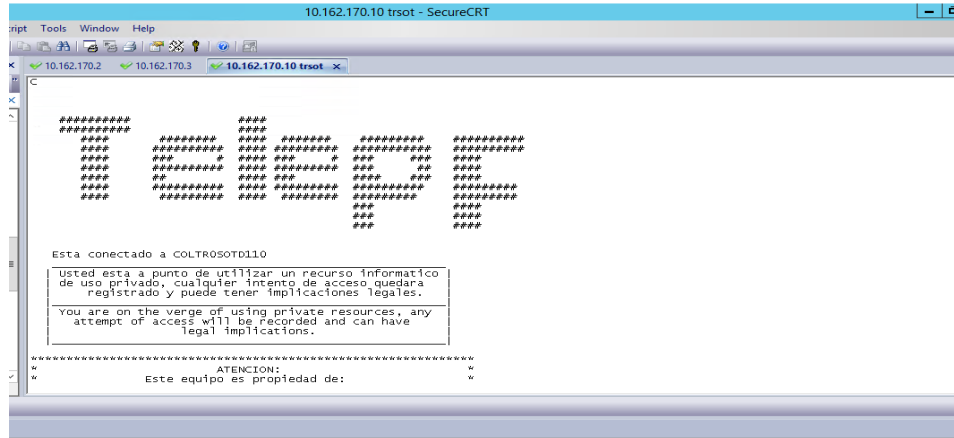 10.162.170.10 trsot - SecureCRT
ript Tools Window Help
10.162.170.2 10.162.170.3 10.162.170.10 trsot
C
Telepf
Esta conectado a COLTROSOTD110
Usted esta a punto de utilizar un recurso informatico
de uso privado, cualquier intento de acceso quedara
registrado y puede tener implicaciones legales.
You are on the verge of using private resources, any
attempt of access will be recorded and can have
legal implications.
******************************************************************
* ATENCION: *
* Este equipo es propiedad de: *